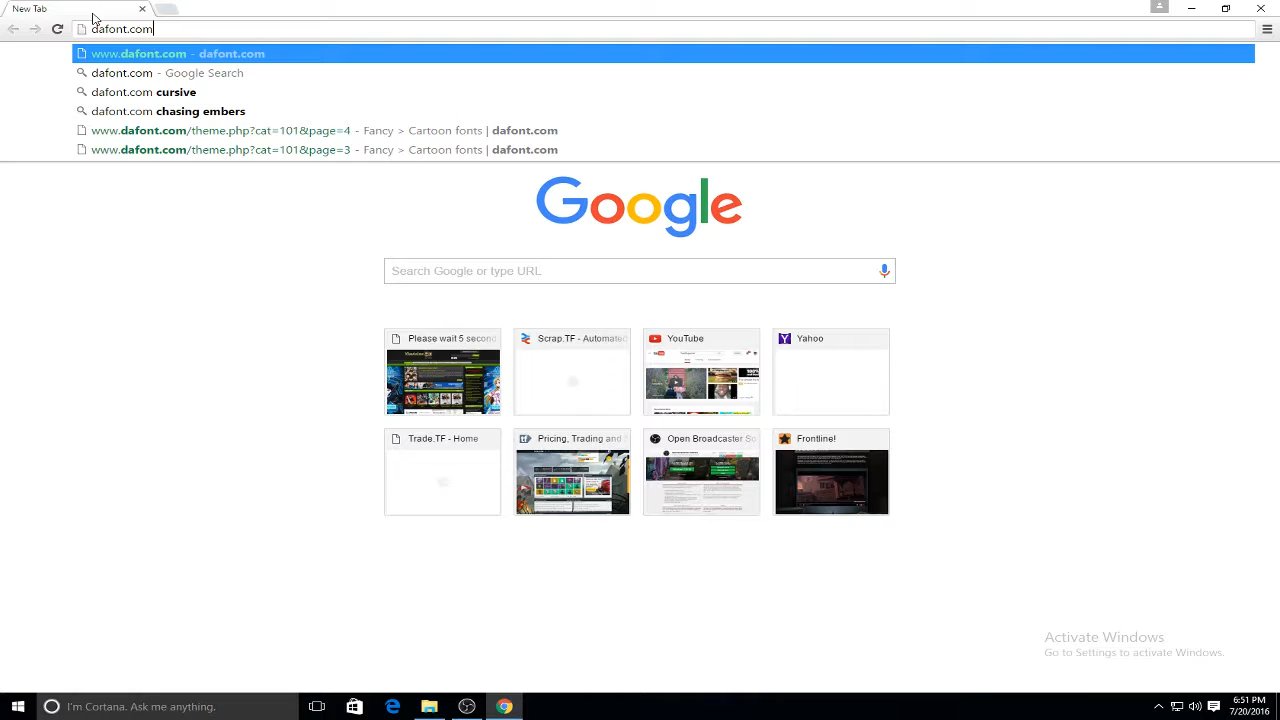 New Tab
dafont.com
www.dafont.com - dafont.com
dafont.com - Google Search
dafont.com cursive
dafont.com chasing embers
www.dafont.com/theme.php?cat=101&page=4 - Fancy > Cartoon fonts | dafont.com
www.dafont.com/theme.php?cat=101&page=3 - Fancy > Cartoon fonts | dafont.com
Google
Search Google or type URL
Please wait 5 second
Scrap.TF - Automated
YouTube
Yahoo
Trade.TF - Home
Pricing, Trading and
Open Broadcaster So
Frontline!
Activate Windows
Go to Settings to activate Windows.
I'm Cortana. Ask me anything.
6:51 PM
7/20/2016